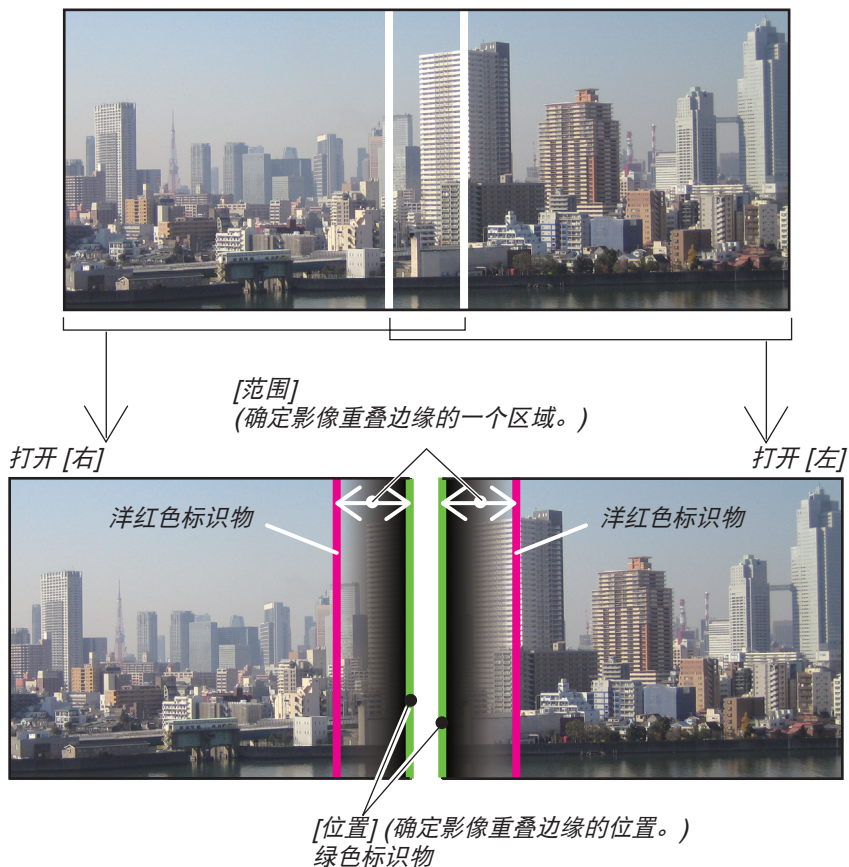 [范围]
(确定影像重叠边缘的一个区域。)
打开 [右]
打开 [左]
洋红色标识物
洋红色标识物
[位置] (确定影像重叠边缘的位置。)
绿色标识物